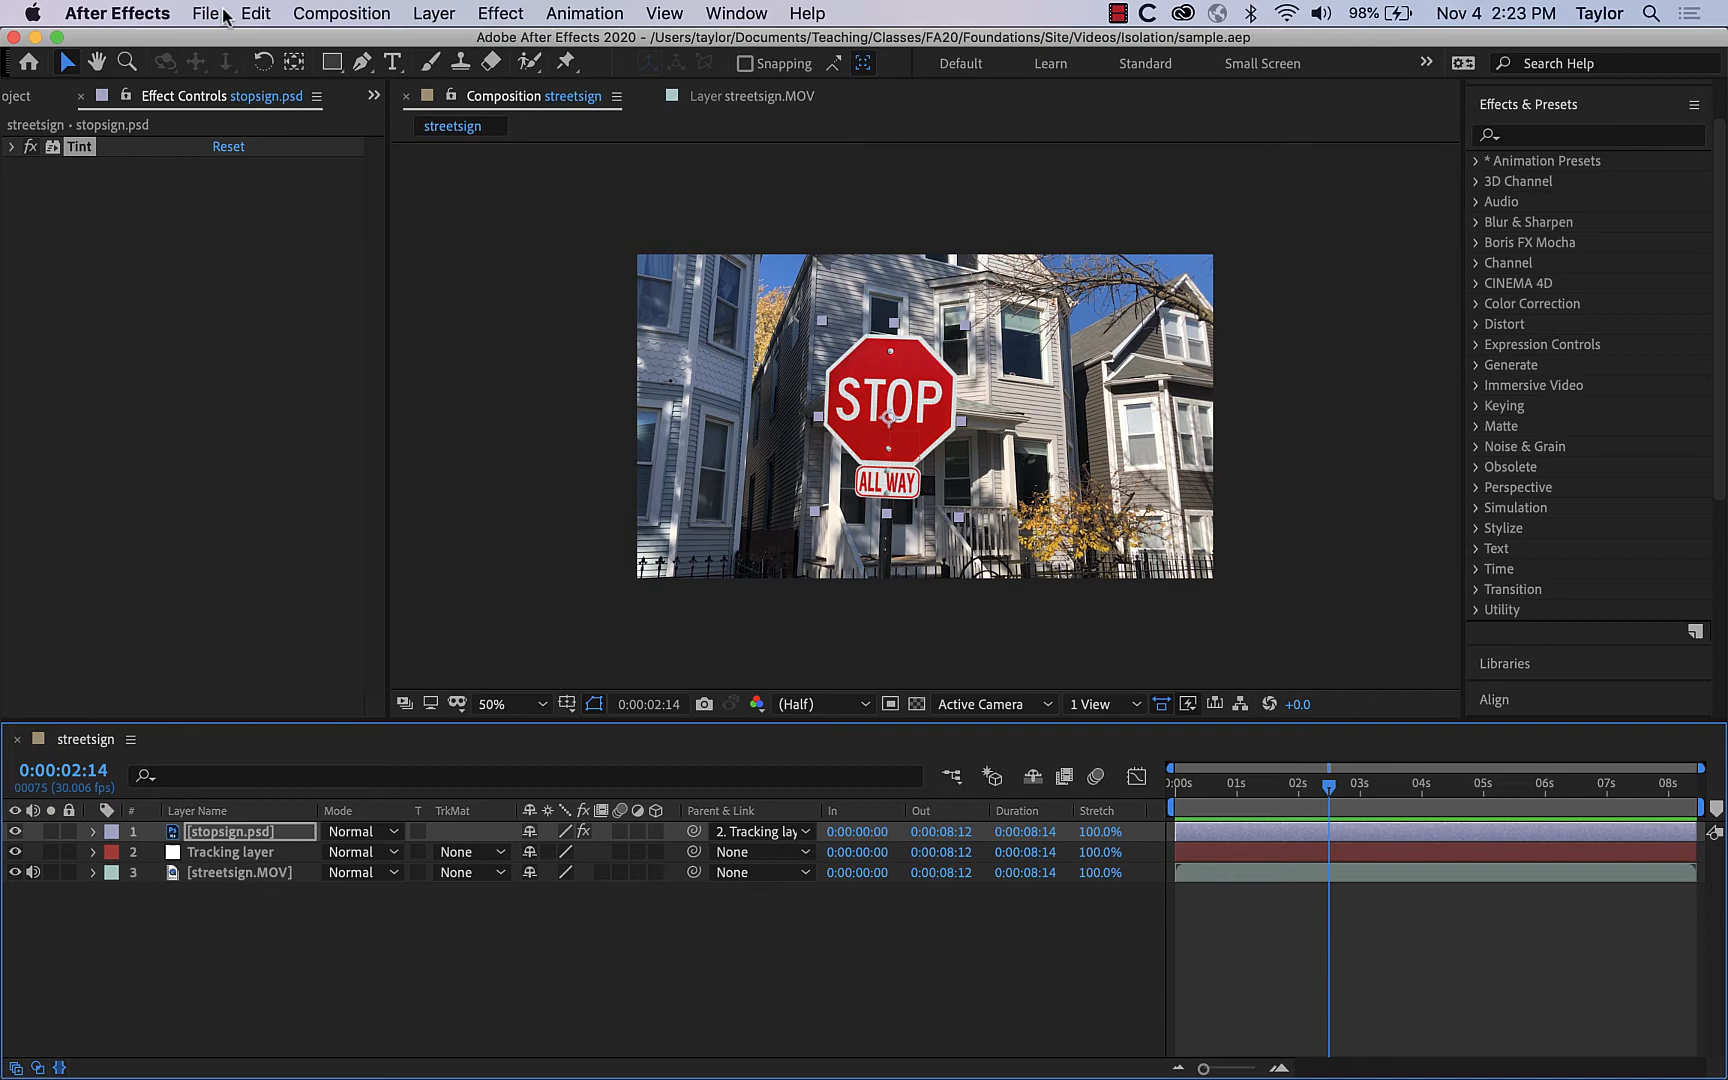 After Effects File Edit Composition Layer Effect Animation View Window Help 98% Nov 4 2:23 PM Taylor
Adobe After Effects 2020 - /Users/taylor/Documents/Teaching/Classes/FA20/Foundations/Site/Videos/Isolation/sample.aep
Snapping Default Learn Standard Small Screen Search Help
oject Effect Controls stopsign.psd Composition streetsign Layer streetsign.MOV Effects & Presets
streetsign • stopsign.psd streetsign
fx Tint Reset
* Animation Presets
3D Channel
Audio
Blur & Sharpen
Boris FX Mocha
Channel
CINEMA 4D
Color Correction
Distort
Expression Controls
Generate
Immersive Video
Keying
Matte
Noise & Grain
Obsolete
Perspective
Simulation
Stylize
Text
Time
Transition
Utility
Libraries
Align
STOP
ALL WAY
50% 0:00:02:14 (Half) Active Camera 1 View +0.0
streetsign
0:00:02:14
00075 (30.006 fps)
:00s 01s 02s 03s 04s 05s 06s 07s 08s
# Layer Name Mode T TrkMat fx Parent & Link In Out Duration Stretch
1 [stopsign.psd] Normal fx 2. Tracking lay 0:00:00:00 0:00:08:12 0:00:08:14 100.0%
2 Tracking layer Normal None None 0:00:00:00 0:00:08:12 0:00:08:14 100.0%
3 [streetsign.MOV] Normal None None 0:00:00:00 0:00:08:12 0:00:08:14 100.0%